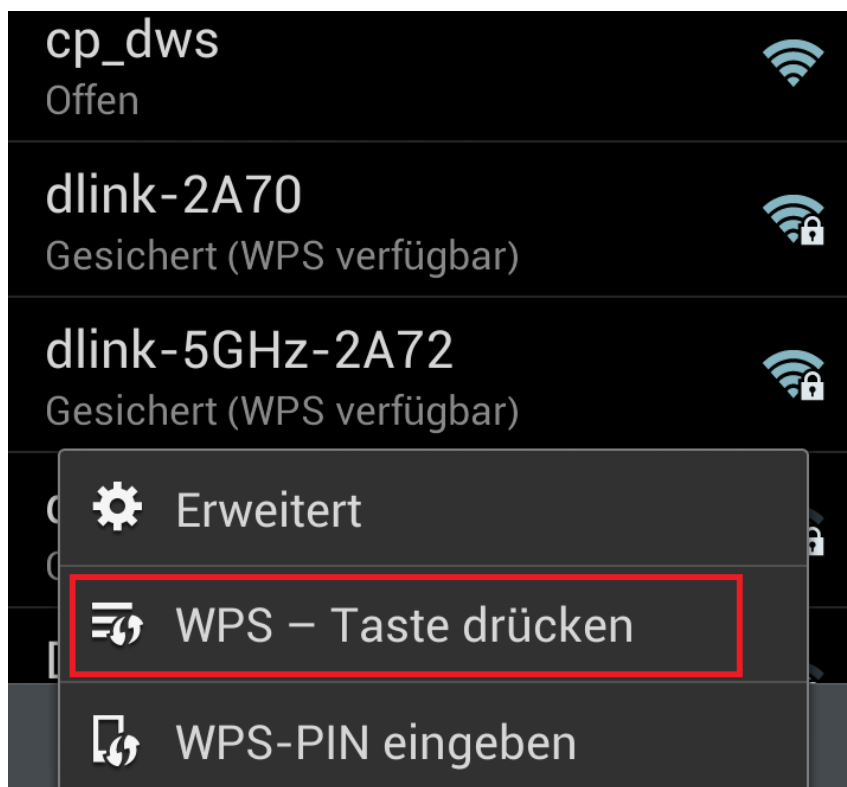 cp_dws
Offen
dlink-2A70
Gesichert (WPS verfügbar)
dlink-5GHz-2A72
Gesichert (WPS verfügbar)
Erweitert
WPS – Taste drücken
WPS-PIN eingeben